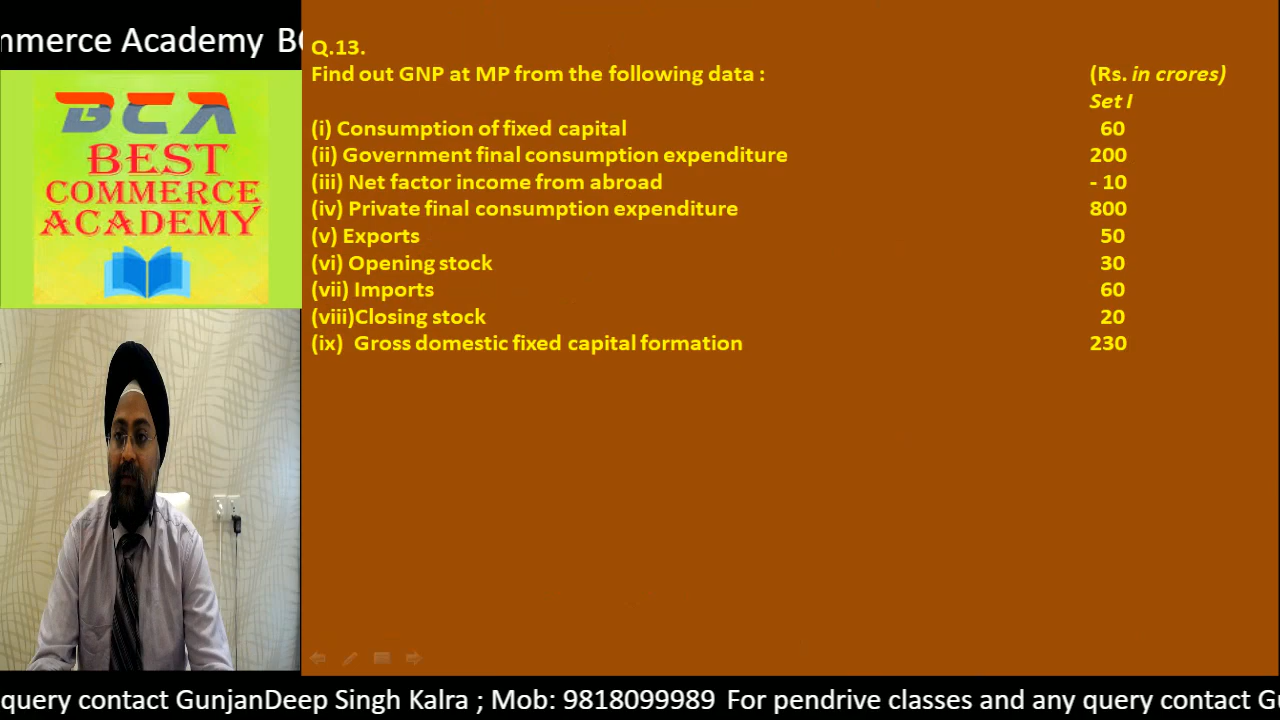 nmmerce Academy BC
BCA
BEST
COMMERCE
ACADEMY
Q.13.
Find out GNP at MP from the following data : (Rs. in crores)
Set I
(i) Consumption of fixed capital 60
(ii) Government final consumption expenditure 200
(iii) Net factor income from abroad - 10
(iv) Private final consumption expenditure 800
(v) Exports 50
(vi) Opening stock 30
(vii) Imports 60
(viii)Closing stock 20
(ix) Gross domestic fixed capital formation 230
query contact GunjanDeep Singh Kalra ; Mob: 9818099989 For pendrive classes and any query contact Gu